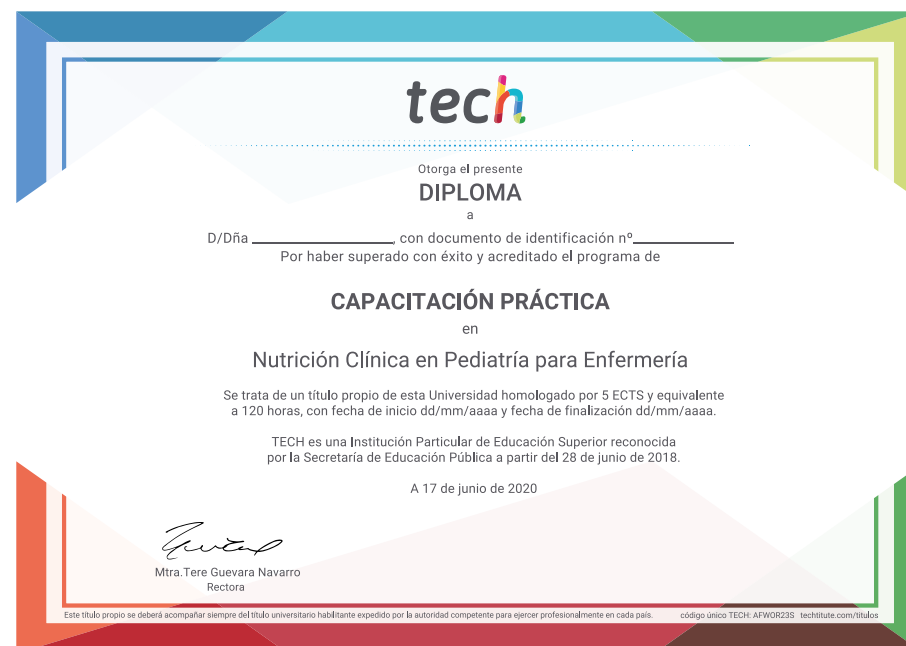 tech
Otorga el presente
DIPLOMA
a
D/Dña ____________________, con documento de identificación nº______________
Por haber superado con éxito y acreditado el programa de
CAPACITACIÓN PRÁCTICA
en
Nutrición Clínica en Pediatría para Enfermería
Se trata de un título propio de esta Universidad homologado por 5 ECTS y equivalente
a 120 horas, con fecha de inicio dd/mm/aaaa y fecha de finalización dd/mm/aaaa.
TECH es una Institución Particular de Educación Superior reconocida
por la Secretaría de Educación Pública a partir del 28 de junio de 2018.
A 17 de junio de 2020
Mtra.Tere Guevara Navarro
Rectora
Este título propio se deberá acompañar siempre del título universitario habilitante expedido por la autoridad competente para ejercer profesionalmente en cada país. código único TECH: AFWOR23S techtitute.com/titulos